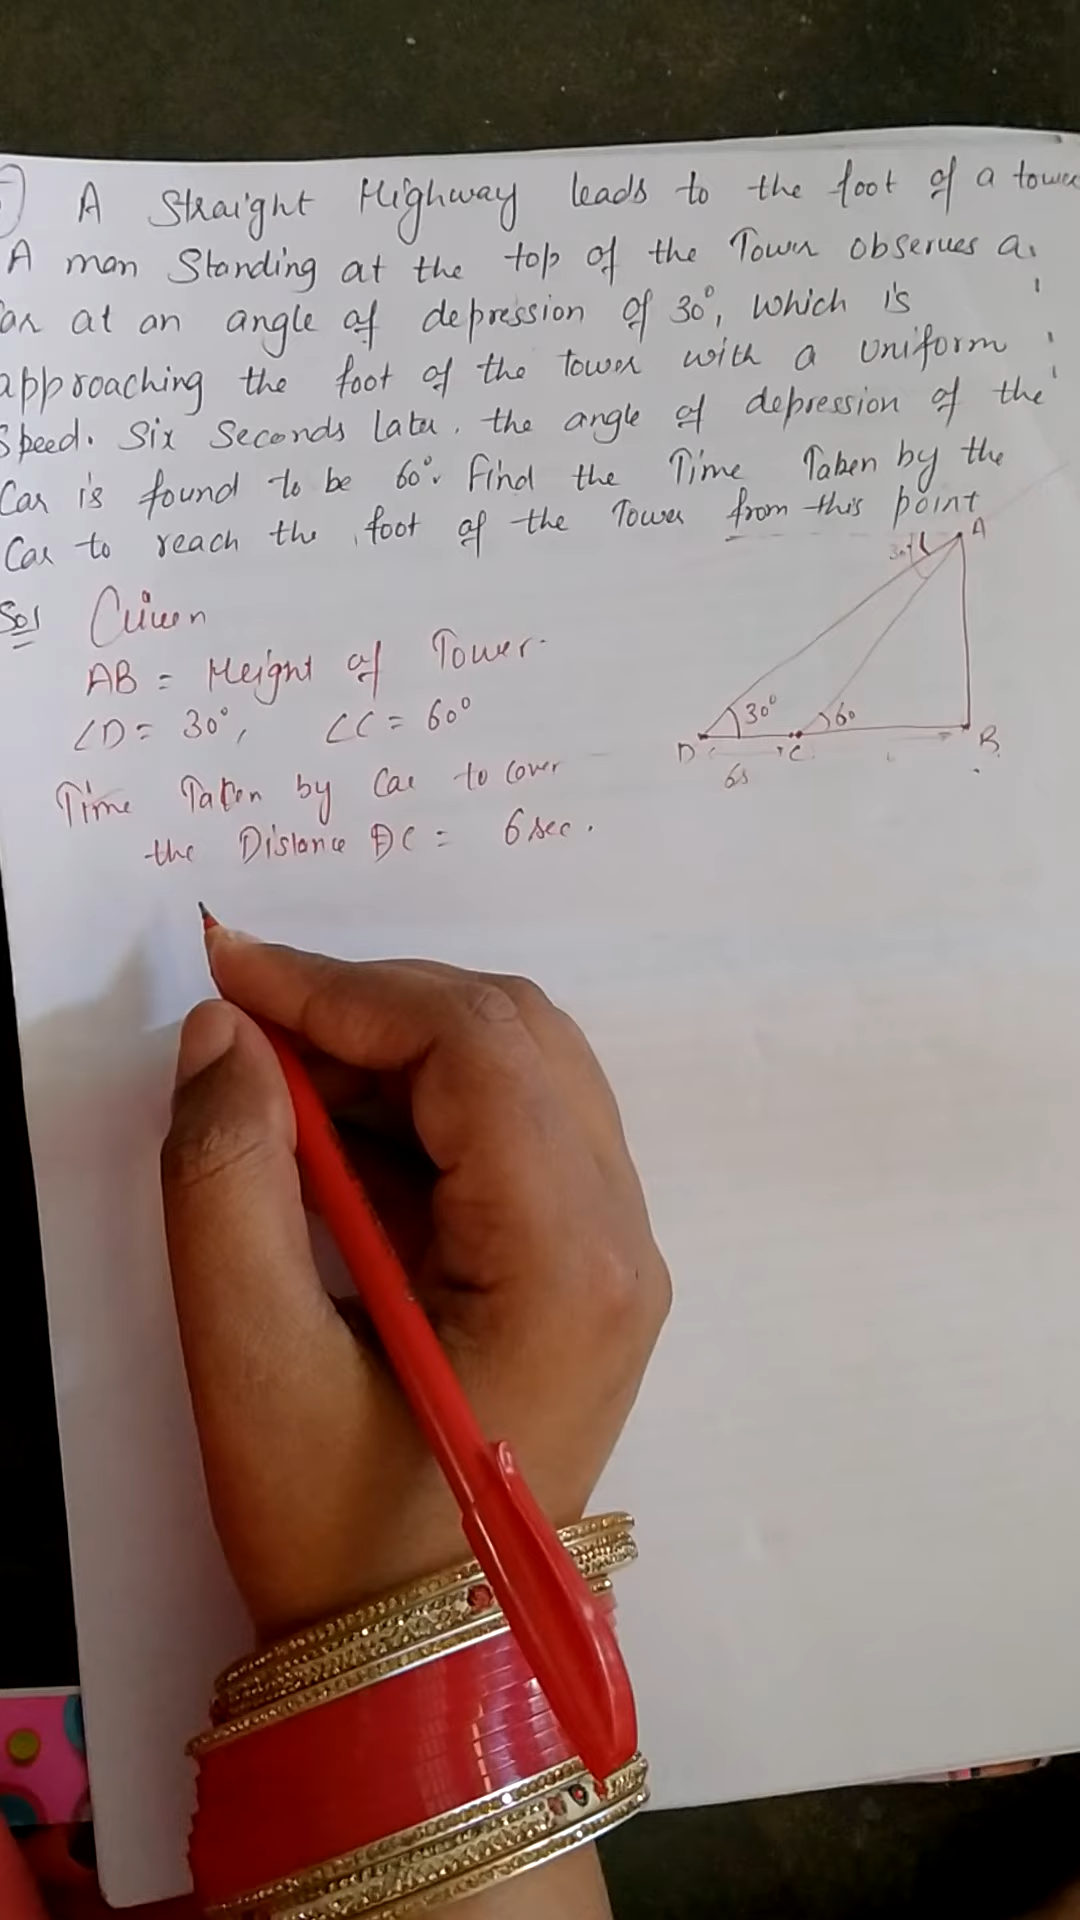 A Straight Highway leads to the foot of a tower
A man Standing at the top of the Tower observes a
Car at an angle of depression of 30°, which is
approaching the foot of the tower with a uniform
Speed. Six Seconds Later, the angle of depression of the
Car is found to be 60°. Find the Time Taken by the
Car to reach the foot of the Tower from this point
Sol Given
AB = Height of Tower.
∠D = 30°, ∠C = 60°
Time Taken by Car to cover
the Distance DC = 6 sec.
A
30°
30°
60
D
C
B
6s